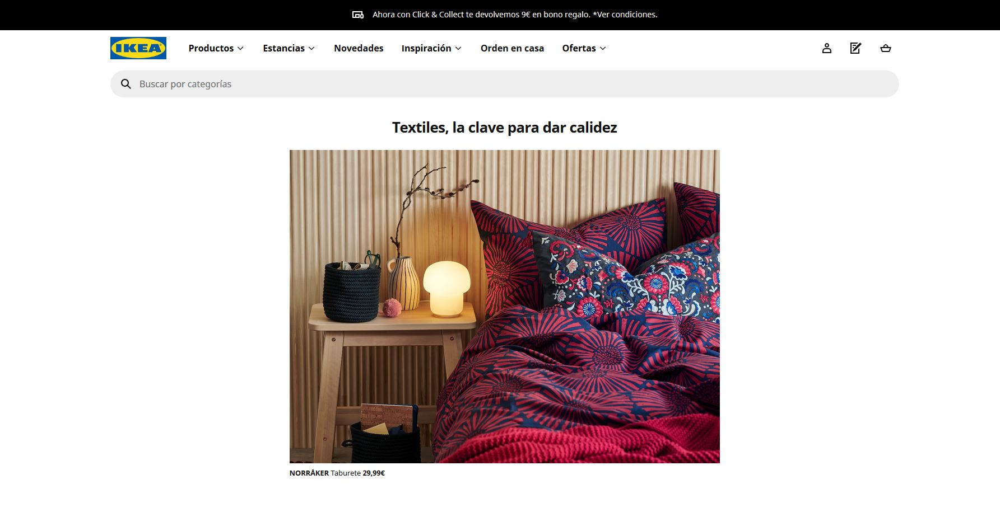 Ahora con Click & Collect te devolvemos 9€ en bono regalo. *Ver condiciones.
IKEA
Productos
Estancias
Novedades
Inspiración
Orden en casa
Ofertas
Buscar por categorías
Textiles, la clave para dar calidez
NORRÅKER Taburete 29,99€